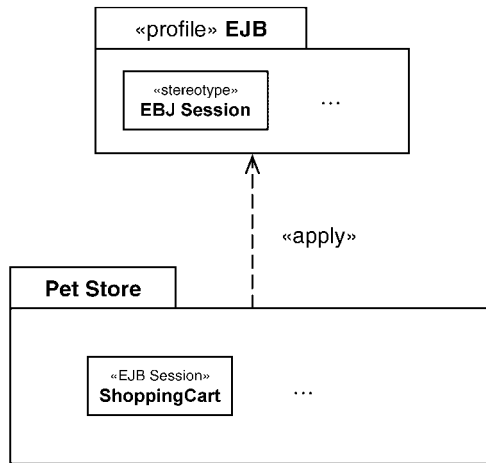 «profile» EJB
«stereotype»
EBJ Session
...
«apply»
Pet Store
«EJB Session»
ShoppingCart
...